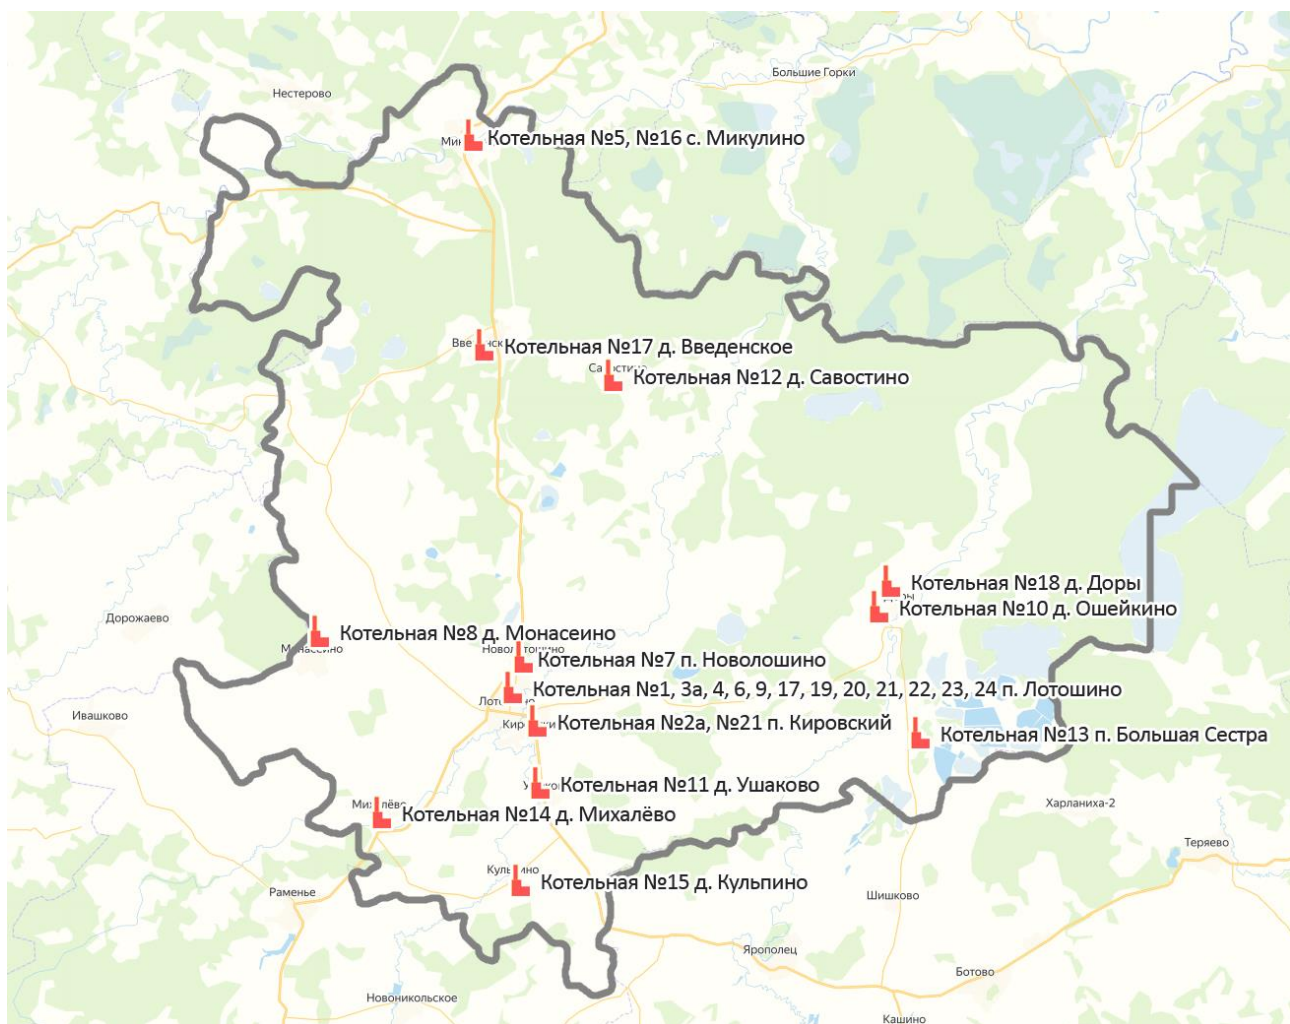 Большие Горки
Нестерово
Котельная №5, №16 с. Микулино
Котельная №17 д. Введенское
Котельная №12 д. Савостино
Котельная №18 д. Доры
Котельная №10 д. Ошейкино
Дорожаево
Котельная №8 д. Монасеино
Котельная №7 п. Новолошино
Котельная №1, 3а, 4, 6, 9, 17, 19, 20, 21, 22, 23, 24 п. Лотошино
Ивашково
Котельная №2а, №21 п. Кировский
Котельная №13 п. Большая Сестра
Котельная №11 д. Ушаково
Харланиха-2
Котельная №14 д. Михалёво
Теряево
Котельная №15 д. Кульпино
Раменье
Шишково
Ярополец
Ботово
Новоникольское
Кашино